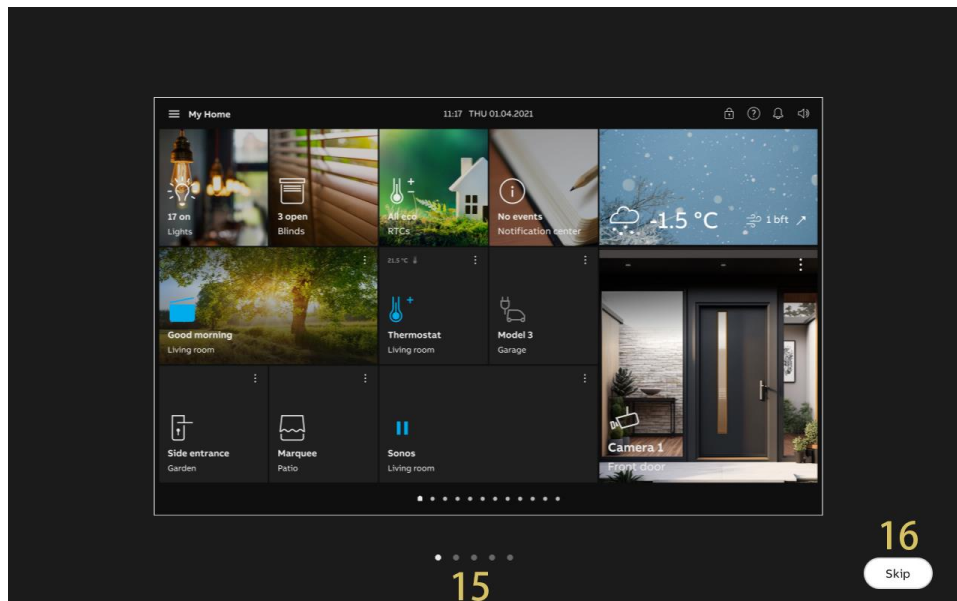 My Home
11:17 THU 01.04.2021
17 on
Lights
3 open
Blinds
All eco
RTCs
No events
Notification center
-1.5 °C
1 bft
Good morning
Living room
21,5 °C
Thermostat
Living room
Model 3
Garage
Camera 1
Front door
Side entrance
Garden
Marquee
Patio
Sonos
Living room
15
16
Skip